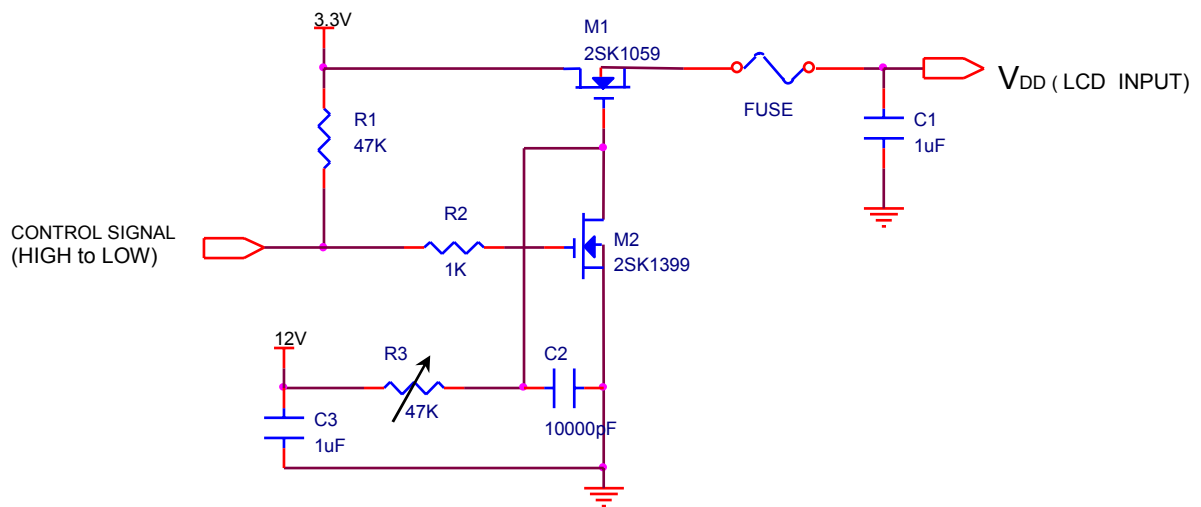 3.3V
M1
2SK1059
FUSE
VDD ( LCD INPUT)
R1
47K
C1
1uF
CONTROL SIGNAL
(HIGH to LOW)
R2
1K
M2
2SK1399
12V
R3
47K
C2
10000pF
C3
1uF